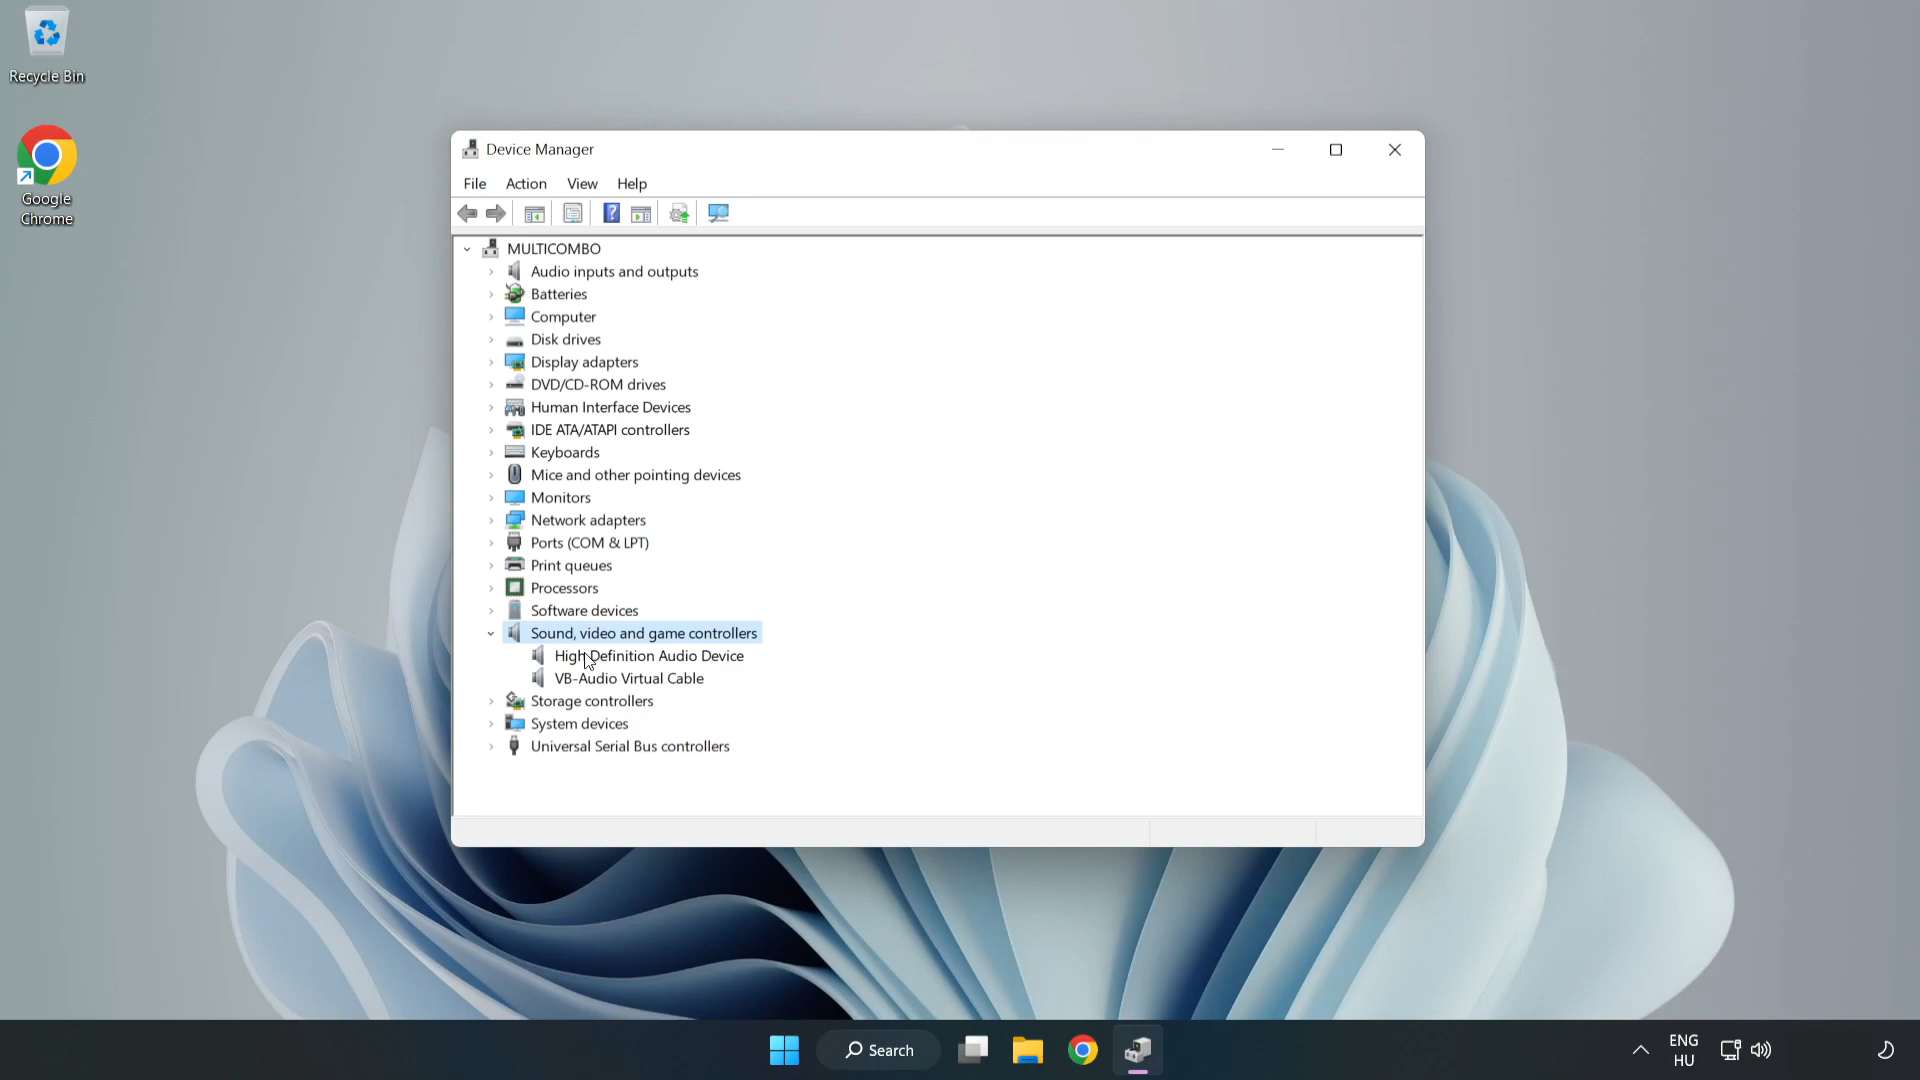 Recycle Bin
Google
Chrome
Device Manager
File Action View Help
MULTICOMBO
Audio inputs and outputs
Batteries
Computer
Disk drives
Display adapters
DVD/CD-ROM drives
Human Interface Devices
IDE ATA/ATAPI controllers
Keyboards
Mice and other pointing devices
Monitors
Network adapters
Ports (COM & LPT)
Print queues
Processors
Software devices
Sound, video and game controllers
High Definition Audio Device
VB-Audio Virtual Cable
Storage controllers
System devices
Universal Serial Bus controllers
Search
ENG
HU